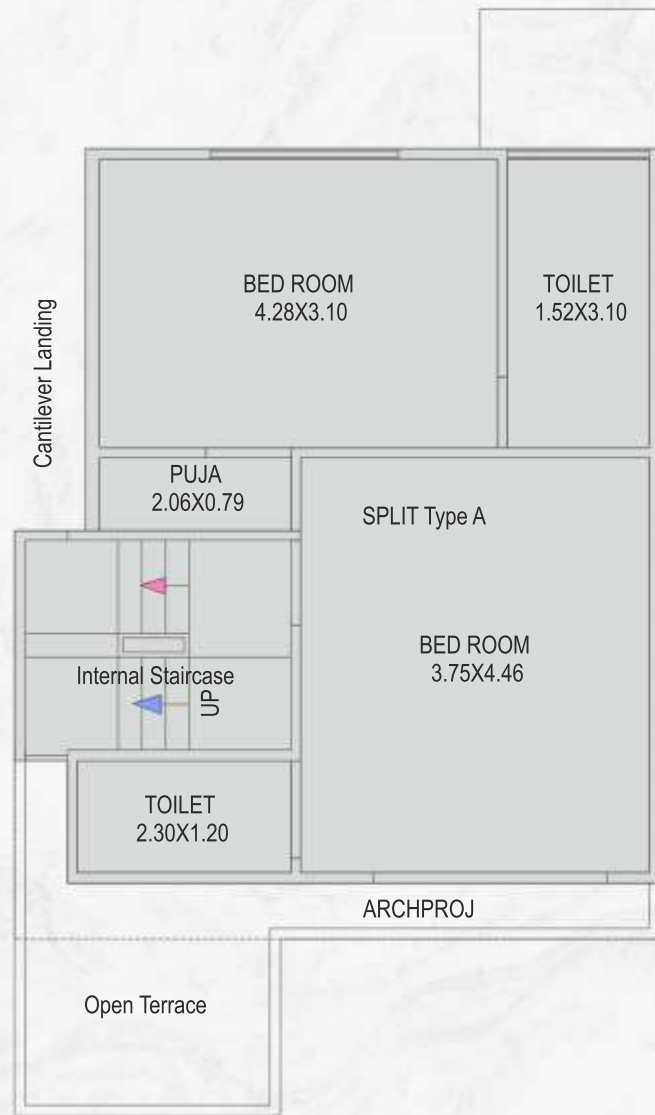 BED ROOM
4.28X3.10
TOILET
1.52X3.10
Cantilever Landing
PUJA
2.06X0.79
SPLIT Type A
BED ROOM
3.75X4.46
Internal Staircase
UP
TOILET
2.30X1.20
ARCHPROJ
Open Terrace